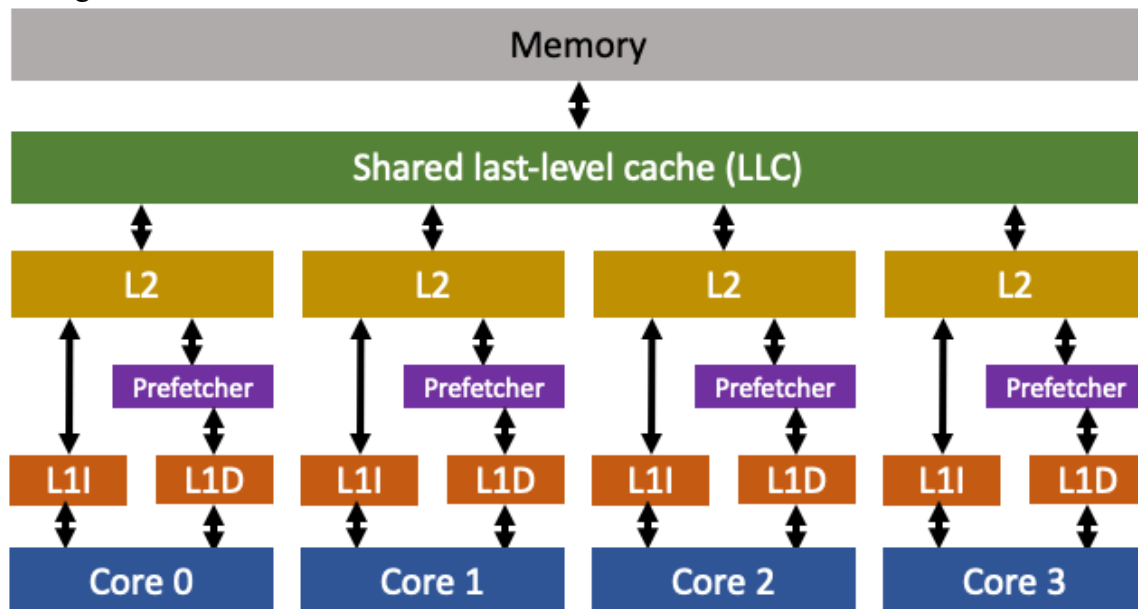 Memory
Shared last-level cache (LLC)
L2 L2 L2 L2
Prefetcher Prefetcher Prefetcher Prefetcher
L1I L1D L1I L1D L1I L1D L1I L1D
Core 0 Core 1 Core 2 Core 3